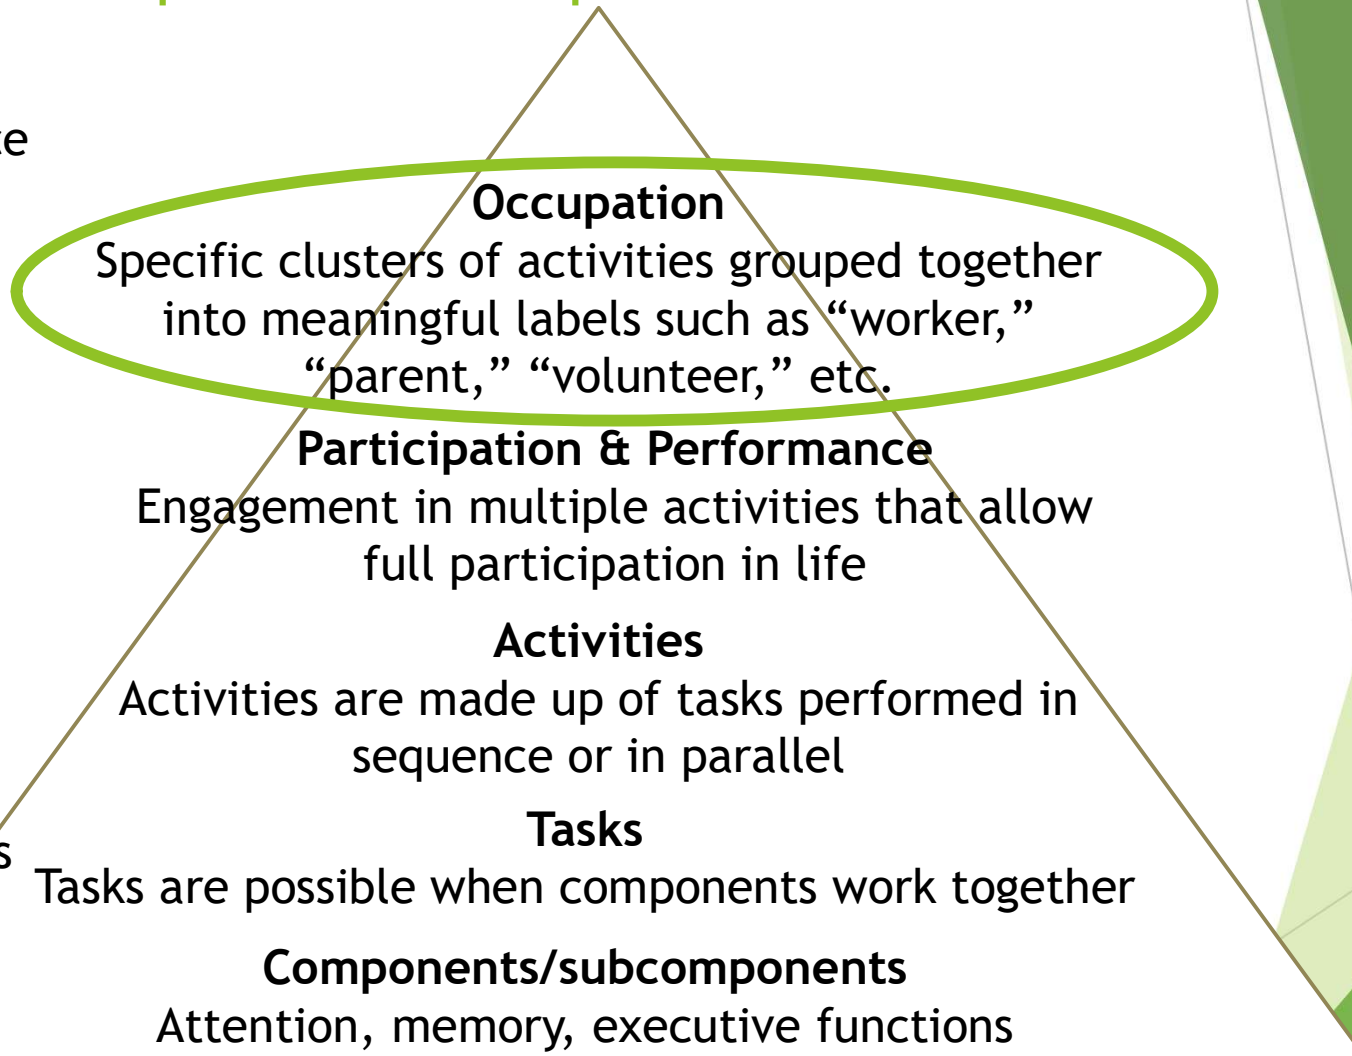 Occupation
Specific clusters of activities grouped together
into meaningful labels such as “worker,”
“parent,” “volunteer,” etc.
Participation & Performance
Engagement in multiple activities that allow
full participation in life
Activities
Activities are made up of tasks performed in
sequence or in parallel
Tasks
Tasks are possible when components work together
Components/subcomponents
Attention, memory, executive functions